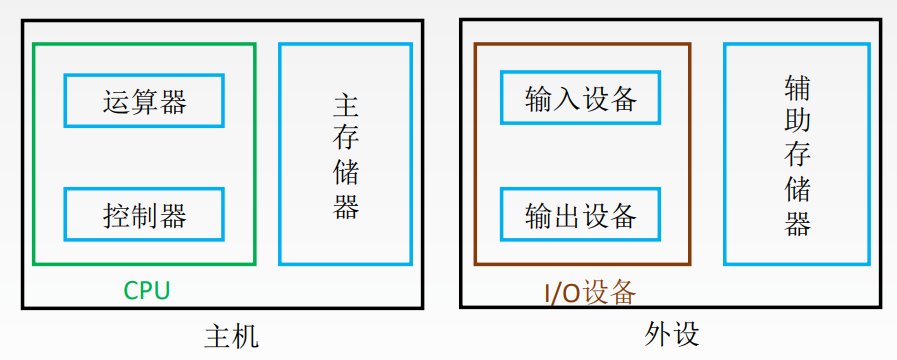 运算器
控制器
CPU
主存储器
主机
输入设备
输出设备
I/O设备
辅助存储器
外设